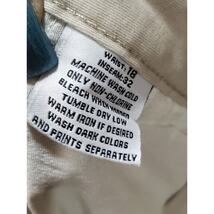 WAIST: 18
INSEAM: 32
MACHINE WASH COLD
ONLY NON-CHLORINE
BLEACH WHEN NEEDED
TUMBLE DRY LOW
WARM IRON IF DESIRED
WASH DARK COLORS
AND PRINTS SEPARATELY